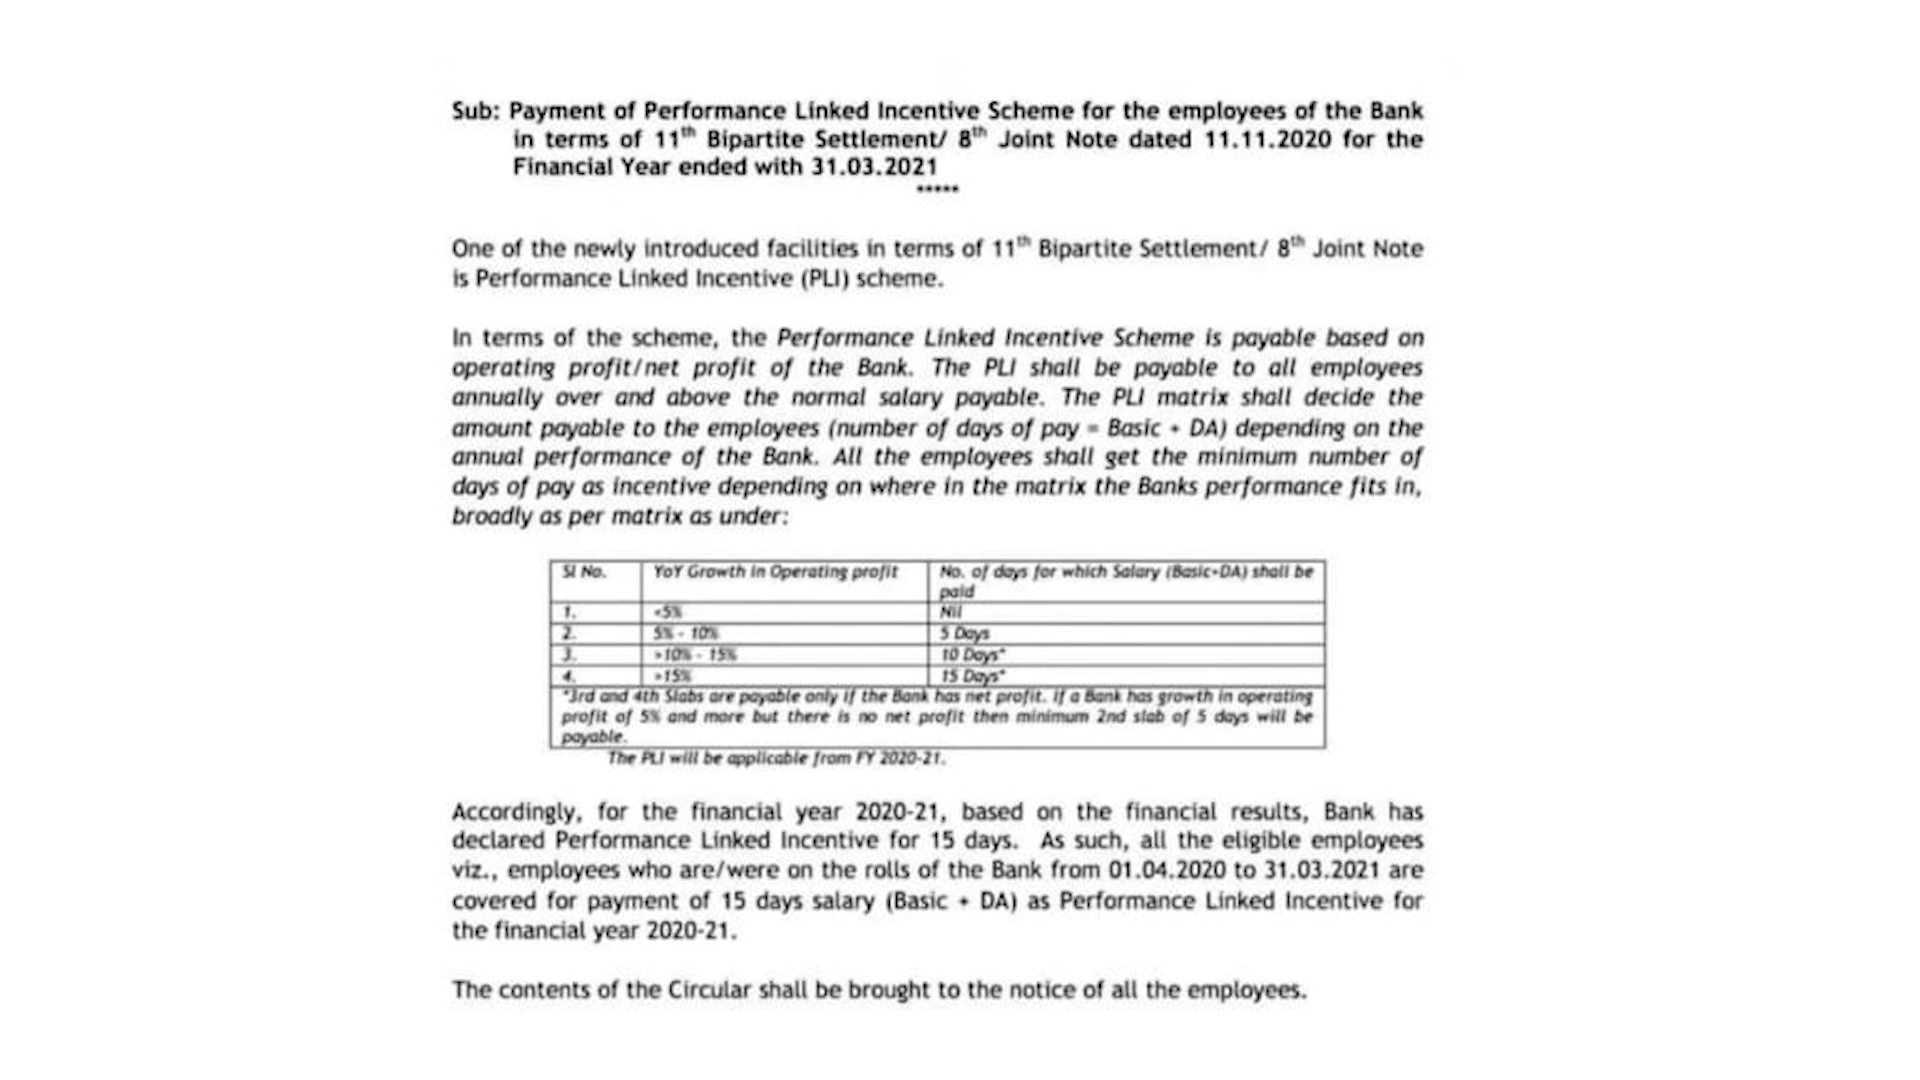 Sub: Payment of Performance Linked Incentive Scheme for the employees of the Bank
in terms of 11th Bipartite Settlement/ 8th Joint Note dated 11.11.2020 for the
Financial Year ended with 31.03.2021
*****
One of the newly introduced facilities in terms of 11th Bipartite Settlement/ 8th Joint Note
is Performance Linked Incentive (PLI) scheme.
In terms of the scheme, the Performance Linked Incentive Scheme is payable based on
operating profit/net profit of the Bank. The PLI shall be payable to all employees
annually over and above the normal salary payable. The PLI matrix shall decide the
amount payable to the employees (number of days of pay = Basic + DA) depending on the
annual performance of the Bank. All the employees shall get the minimum number of
days of pay as incentive depending on where in the matrix the Banks performance fits in,
broadly as per matrix as under:
Sl No. YoY Growth in Operating profit No. of days for which Salary (Basic+DA) shall be
paid
1. <5% Nil
2. 5% - 10% 5 Days
3. >10% - 15% 10 Days*
4. >15% 15 Days*
*3rd and 4th Slabs are payable only if the Bank has net profit. If a Bank has growth in operating
profit of 5% and more but there is no net profit then minimum 2nd slab of 5 days will be
payable.
The PLI will be applicable from FY 2020-21.
Accordingly, for the financial year 2020-21, based on the financial results, Bank has
declared Performance Linked Incentive for 15 days. As such, all the eligible employees
viz., employees who are/were on the rolls of the Bank from 01.04.2020 to 31.03.2021 are
covered for payment of 15 days salary (Basic + DA) as Performance Linked Incentive for
the financial year 2020-21.
The contents of the Circular shall be brought to the notice of all the employees.